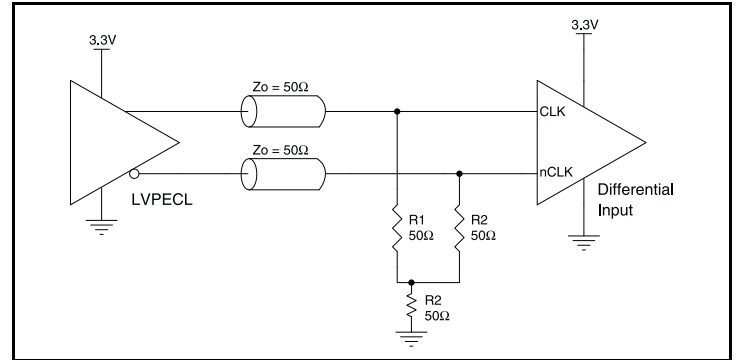 3.3V
3.3V
Zo = 50Ω
CLK
Zo = 50Ω
nCLK
LVPECL
Differential
Input
R1
50Ω
R2
50Ω
R2
50Ω